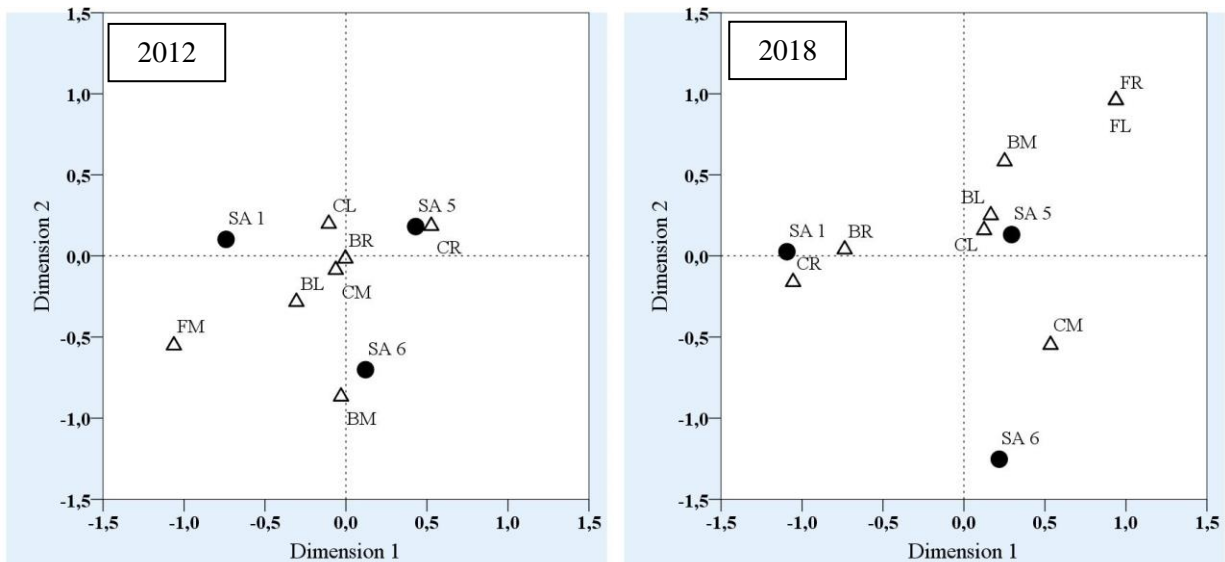 2012
1,5
1,0
0,5
0,0
-0,5
-1,0
-1,5
Dimension 2
SA 1
CL
SA 5
BR
CR
BL
CM
FM
SA 6
BM
-1,5 -1,0 -0,5 0,0 0,5 1,0 1,5
Dimension 1
2018
1,5
1,0
0,5
0,0
-0,5
-1,0
-1,5
Dimension 2
FR
FL
BM
BL
SA 5
SA 1
BR
CL
CR
CM
SA 6
-1,5 -1,0 -0,5 0,0 0,5 1,0 1,5
Dimension 1